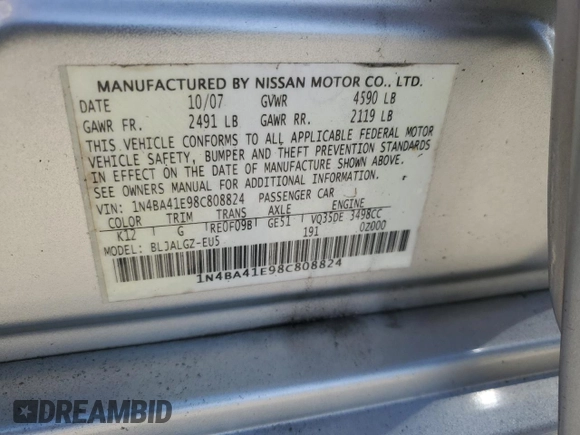 MANUFACTURED BY NISSAN MOTOR CO., LTD.
DATE 10/07 GVWR 4590 LB
GAWR FR. 2491 LB GAWR RR. 2119 LB
THIS VEHICLE CONFORMS TO ALL APPLICABLE FEDERAL MOTOR
VEHICLE SAFETY, BUMPER AND THEFT PREVENTION STANDARDS
IN EFFECT ON THE DATE OF MANUFACTURE SHOWN ABOVE.
SEE OWNERS MANUAL FOR ADDITIONAL INFORMATION.
VIN: 1N4BA41E98C808824 PASSENGER CAR
COLOR TRIM TRANS AXLE ENGINE
K12 G RE0F09B GE51 VQ35DE 3498CC
MODEL: BLJALGZ-EU5 191 0Z000
1N4BA41E98C808824
DREAMBID